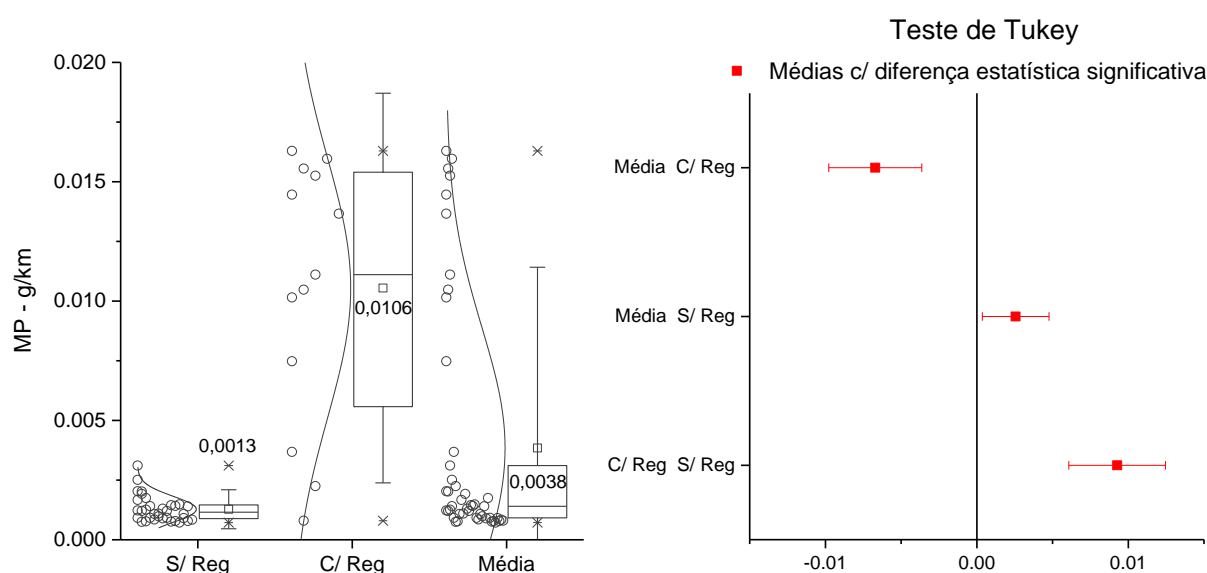 Teste de Tukey
Médias c/ diferença estatística significativa
MP - g/km
0.020
0.015
0.010
0.005
0.000
0,0013
0,0106
0,0038
S/ Reg
C/ Reg
Média
Média C/ Reg
Média S/ Reg
C/ Reg S/ Reg
-0.01
0.00
0.01